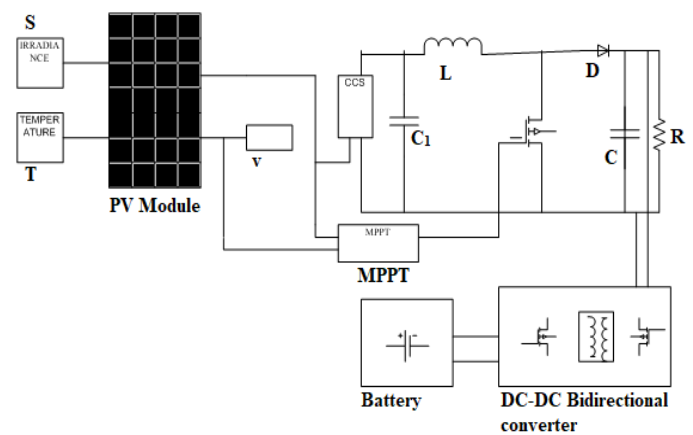 S
IRRADIA
NCE
TEMPER
ATURE
T
PV Module
v
CCS
C1
L
D
C
R
MPPT
MPPT
Battery
+ -
DC-DC Bidirectional
converter